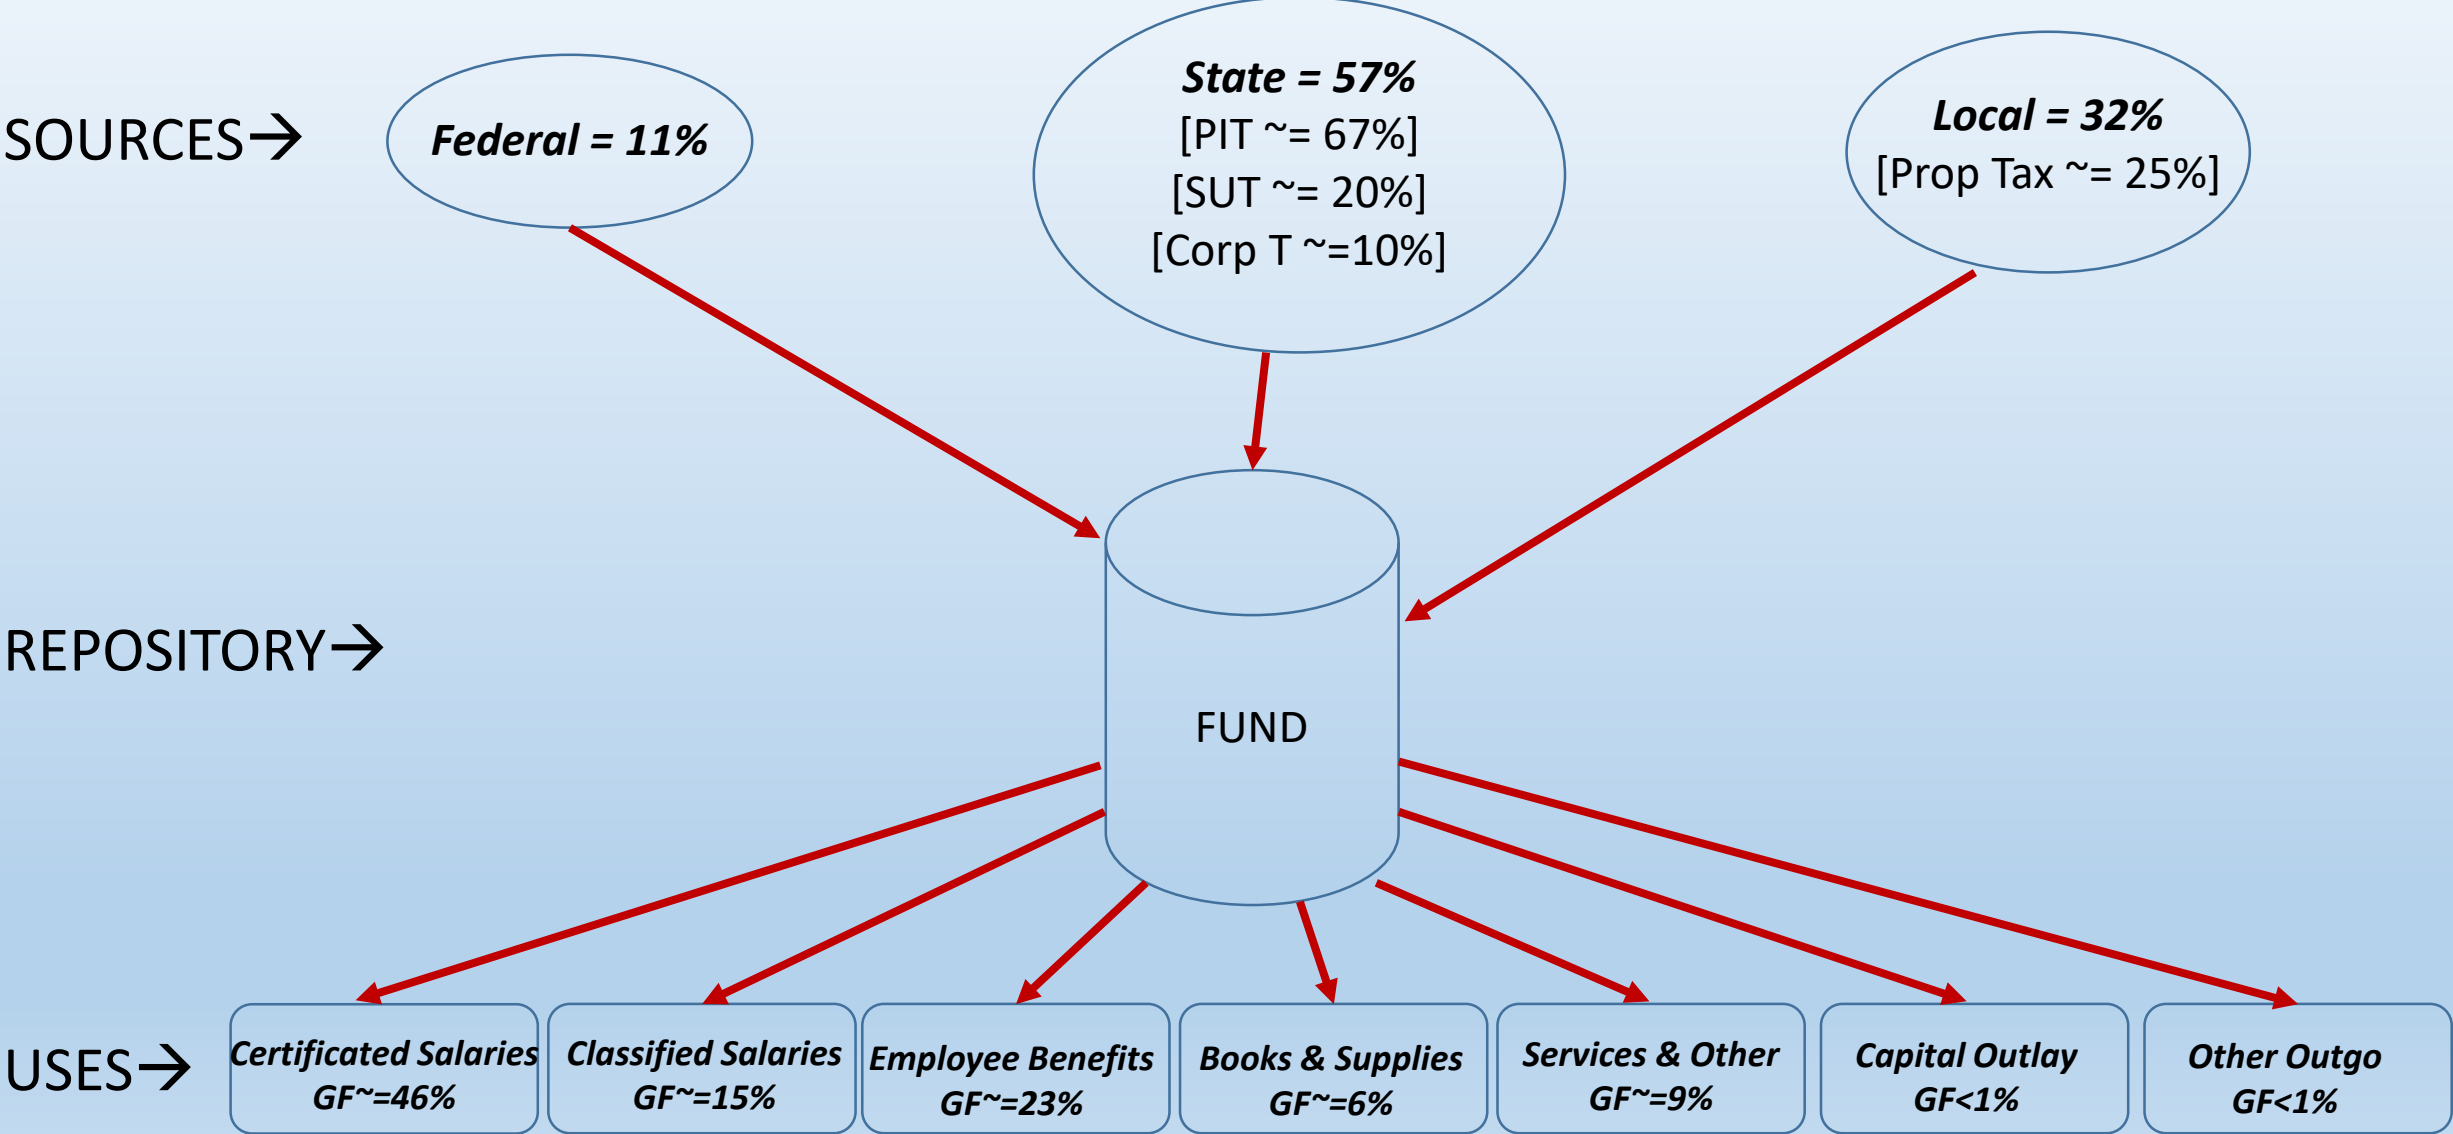 SOURCES→
Federal = 11%
State = 57%
[PIT ~= 67%]
[SUT ~= 20%]
[Corp T ~=10%]
Local = 32%
[Prop Tax ~= 25%]
REPOSITORY→
FUND
USES→
Certificated Salaries
GF~=46%
Classified Salaries
GF~=15%
Employee Benefits
GF~=23%
Books & Supplies
GF~=6%
Services & Other
GF~=9%
Capital Outlay
GF<1%
Other Outgo
GF<1%